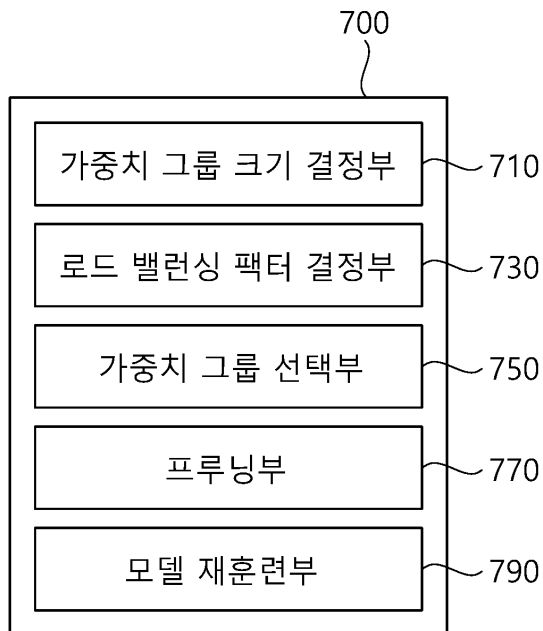 700
가중치 그룹 크기 결정부 710
로드 밸런싱 팩터 결정부 730
가중치 그룹 선택부 750
프루닝부 770
모델 재훈련부 790